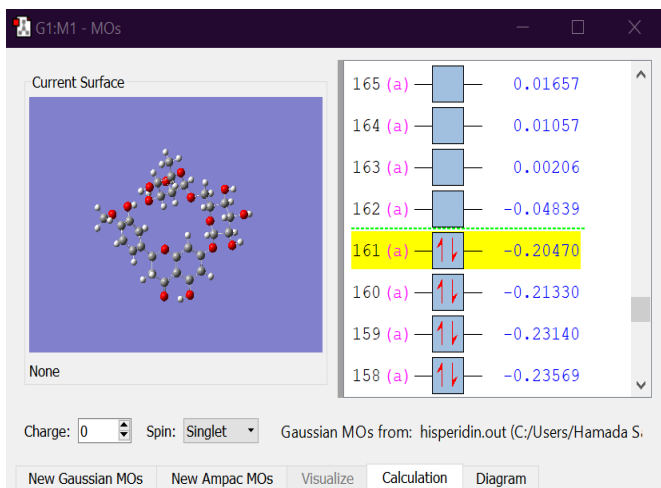 G1:M1 - MOs
Current Surface
None
165 (a) 0.01657
164 (a) 0.01057
163 (a) 0.00206
162 (a) -0.04839
161 (a) -0.20470
160 (a) -0.21330
159 (a) -0.23140
158 (a) -0.23569
Charge: 0 Spin: Singlet Gaussian MOs from: hisperidin.out (C:/Users/Hamada Sa
New Gaussian MOs New Ampac MOs Visualize Calculation Diagram